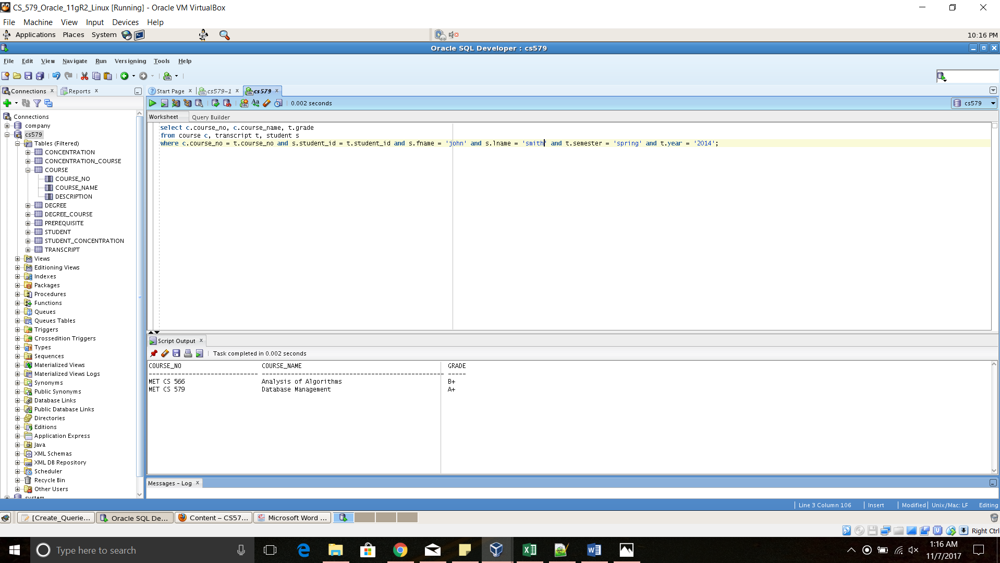 CS_579_Oracle_11gR2_Linux [Running] - Oracle VM VirtualBox
File Machine View Input Devices Help
Applications Places System
10:16 PM
Oracle SQL Developer : cs579
File Edit View Navigate Run Versioning Tools Help
Connections x Reports x
Start Page x cs579~1 x cs579 x
0.002 seconds
cs579
Worksheet Query Builder
Connections
company
cs579
Tables (Filtered)
CONCENTRATION
CONCENTRATION_COURSE
COURSE
COURSE_NO
COURSE_NAME
DESCRIPTION
DEGREE
DEGREE_COURSE
PREREQUISITE
STUDENT
STUDENT_CONCENTRATION
TRANSCRIPT
Views
Editioning Views
Indexes
Packages
Procedures
Functions
Queues
Queues Tables
Triggers
Crossedition Triggers
Types
Sequences
Materialized Views
Materialized Views Logs
Synonyms
Public Synonyms
Database Links
Public Database Links
Directories
Editions
Application Express
Java
XML Schemas
XML DB Repository
Scheduler
Recycle Bin
Other Users
system
select c.course_no, c.course_name, t.grade
from course c, transcript t, student s
where c.course_no = t.course_no and s.student_id = t.student_id and s.fname = 'john' and s.lname = 'smith' and t.semester = 'spring' and t.year = '2014';
Script Output x
Task completed in 0.002 seconds
COURSE_NO COURSE_NAME GRADE
------------------------------ -------------------------------------------------- -----
MET CS 566 Analysis of Algorithms B+
MET CS 579 Database Management A+
Messages - Log x
Line 3 Column 106 Insert Modified Unix/Mac: LF Editing
[Create_Querie... Oracle SQL De... Content – CS57... Microsoft Word ...
Right Ctrl
Type here to search
1:16 AM
11/7/2017